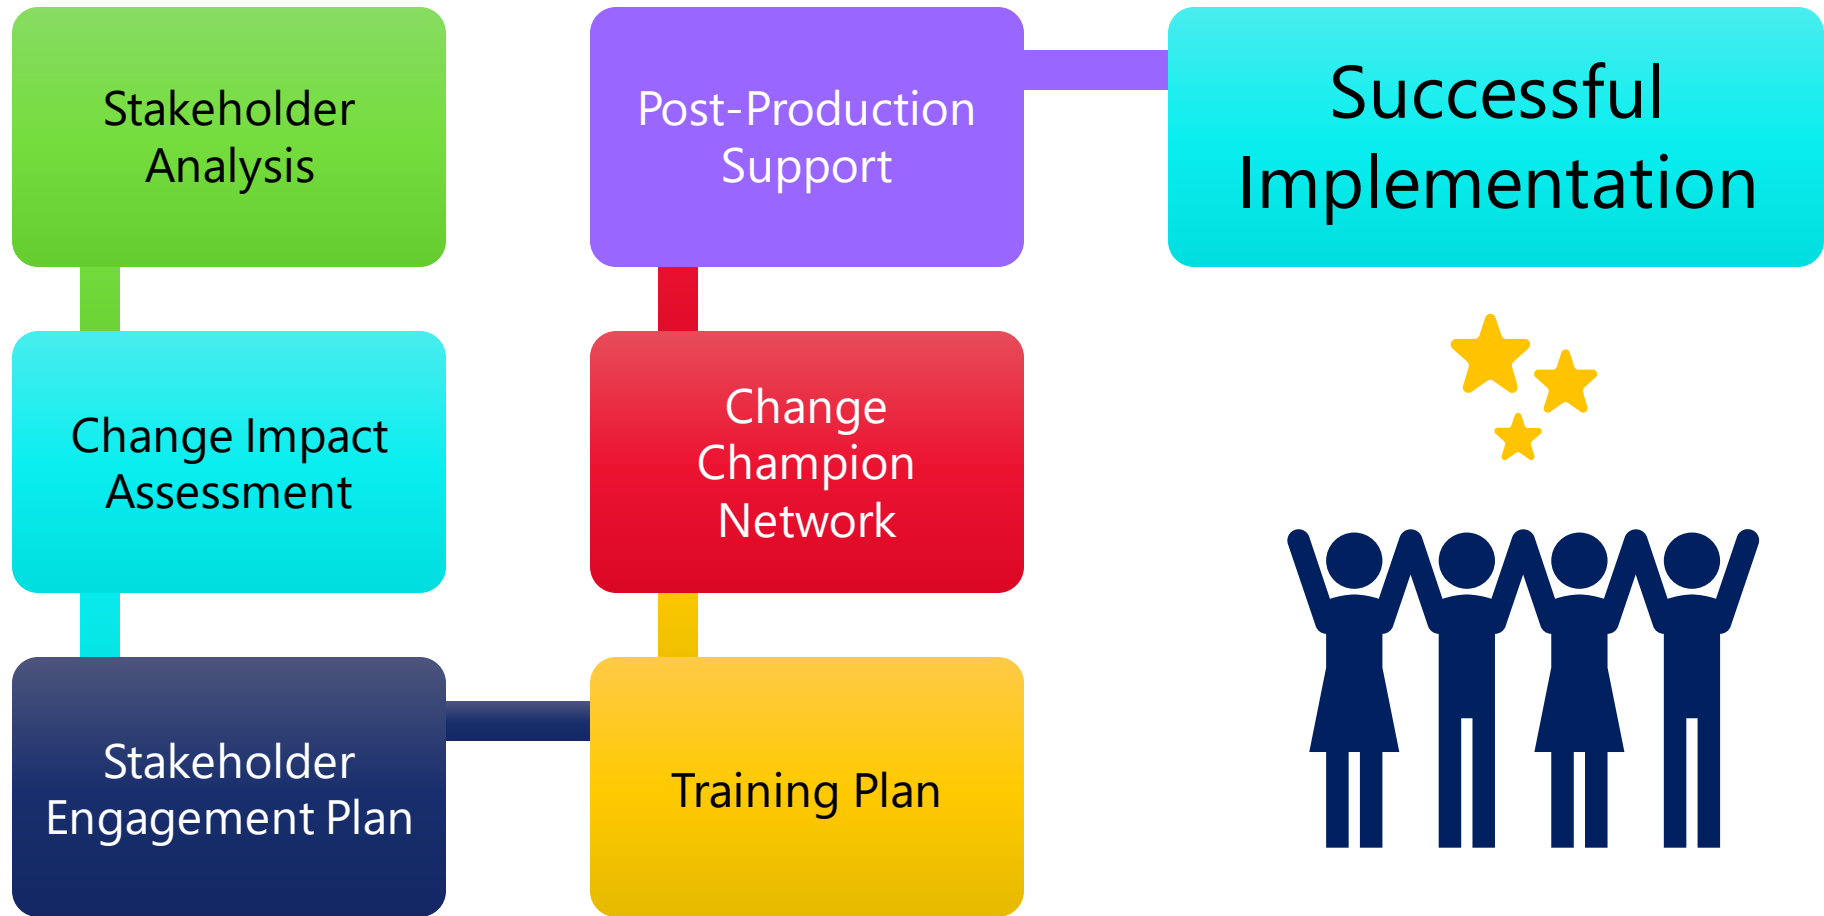 Stakeholder
Analysis
Change Impact
Assessment
Stakeholder
Engagement Plan
Training Plan
Change
Champion
Network
Post-Production
Support
Successful
Implementation